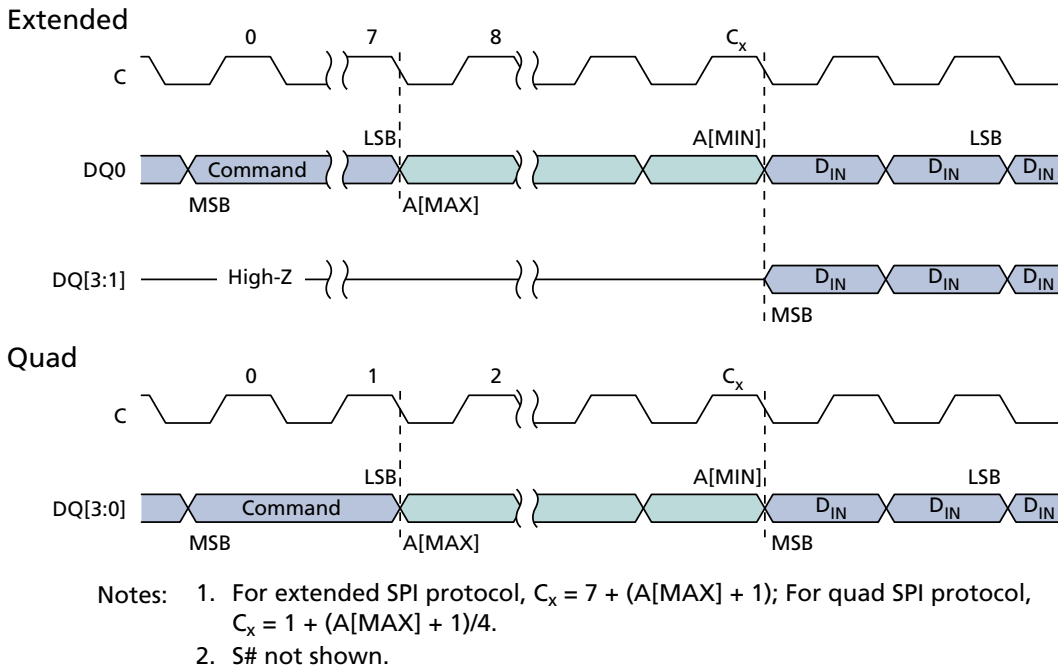 Extended
0 7 8 Cx
C
LSB A[MIN] LSB
DQ0 Command DIN DIN DIN
MSB A[MAX]
DQ[3:1] High-Z DIN DIN DIN
MSB
Quad
0 1 2 Cx
C
LSB A[MIN] LSB
DQ[3:0] Command DIN DIN DIN
MSB A[MAX] MSB
Notes: 1. For extended SPI protocol, Cx = 7 + (A[MAX] + 1); For quad SPI protocol,
Cx = 1 + (A[MAX] + 1)/4.
2. S# not shown.